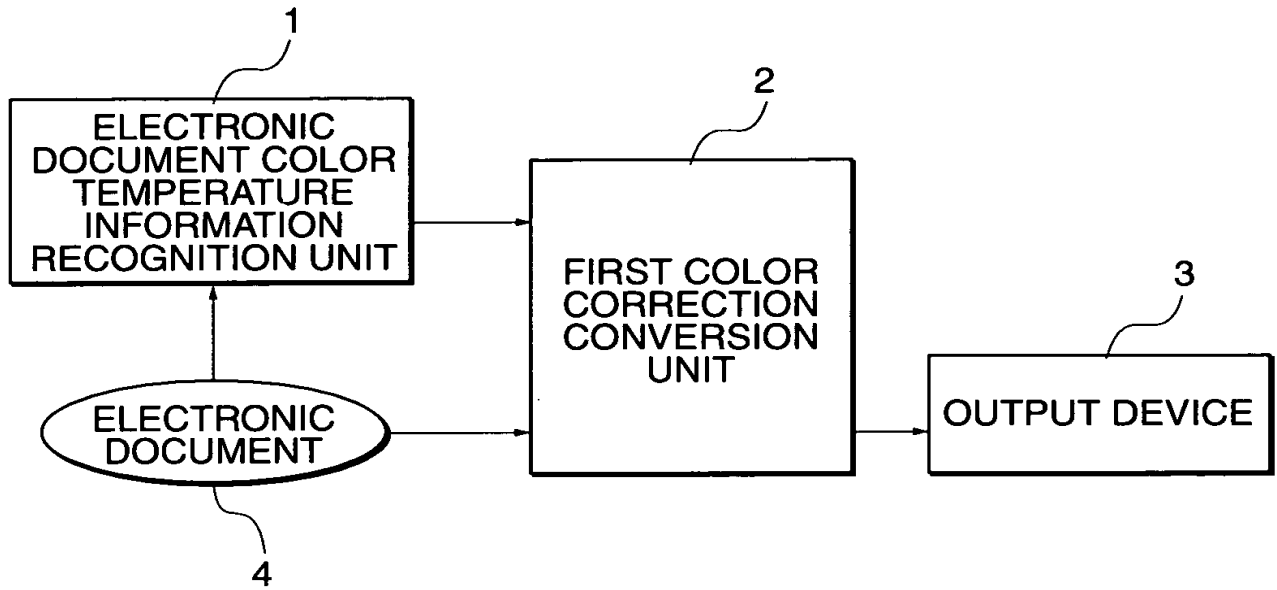 1
ELECTRONIC
DOCUMENT COLOR
TEMPERATURE
INFORMATION
RECOGNITION UNIT
2
FIRST COLOR
CORRECTION
CONVERSION
UNIT
3
OUTPUT DEVICE
ELECTRONIC
DOCUMENT
4